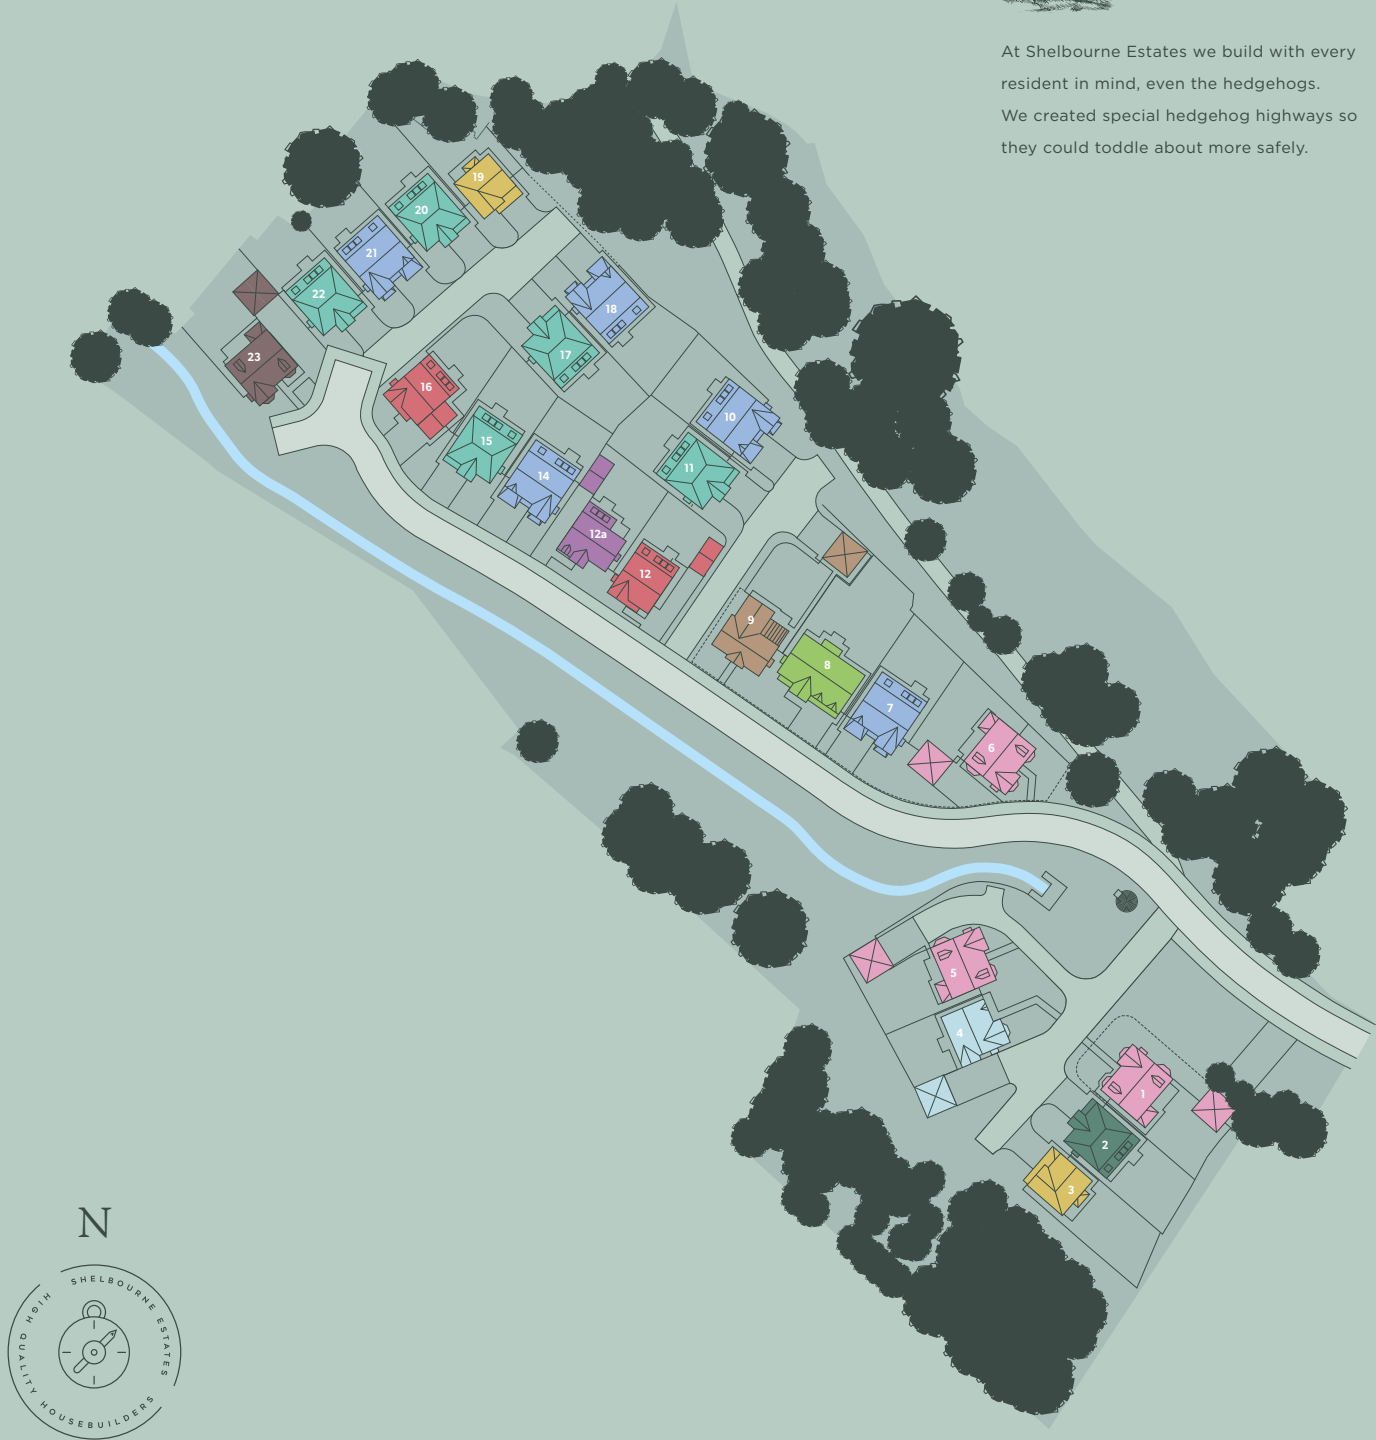 At Shelbourne Estates we build with every
resident in mind, even the hedgehogs.
We created special hedgehog highways so
they could toddle about more safely.
19
20
21
22
23
18
17
16
15
14
12a
12
10
11
9
8
7
6
5
4
1
2
3
N
SHELBOURNE ESTATES
HIGH QUALITY HOUSEBUILDERS